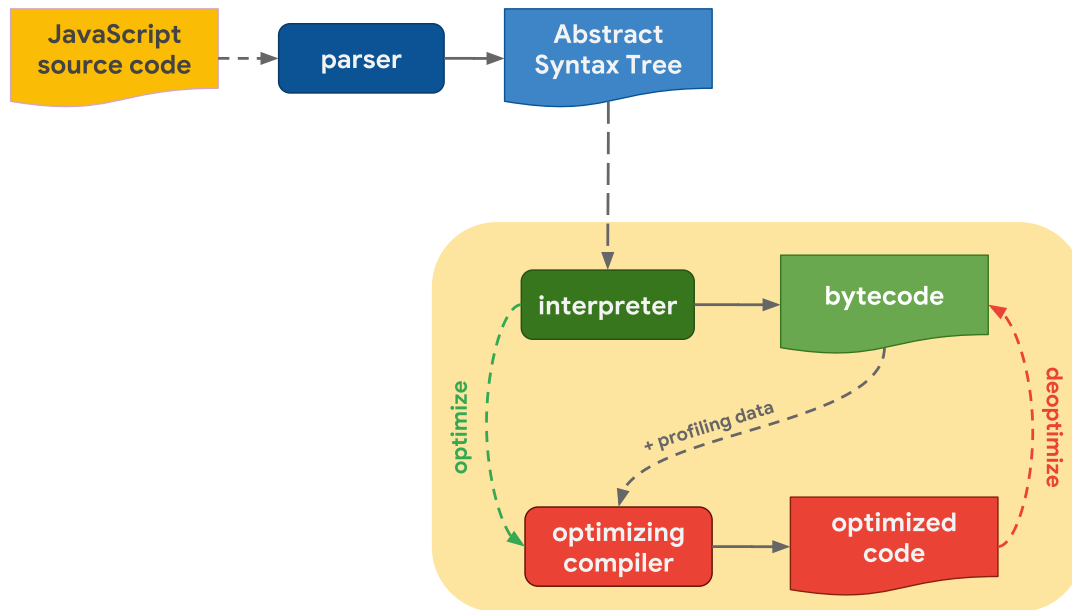 JavaScript
source code
parser
Abstract
Syntax Tree
interpreter
bytecode
optimize
+ profiling data
deoptimize
optimizing
compiler
optimized
code